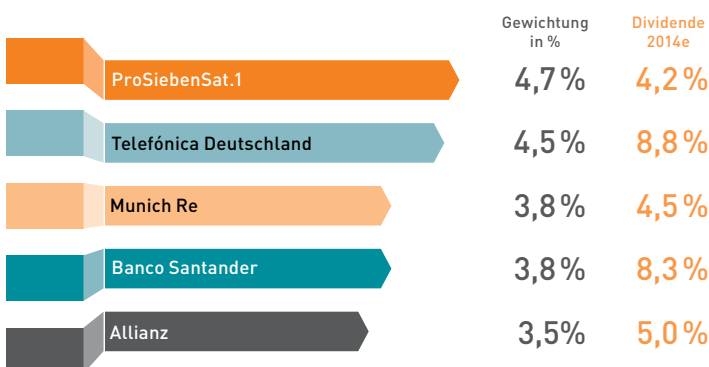 Gewichtung Dividende
in % 2014e
ProSiebenSat.1 4,7 % 4,2 %
Telefónica Deutschland 4,5 % 8,8 %
Munich Re 3,8 % 4,5 %
Banco Santander 3,8 % 8,3 %
Allianz 3,5% 5,0 %